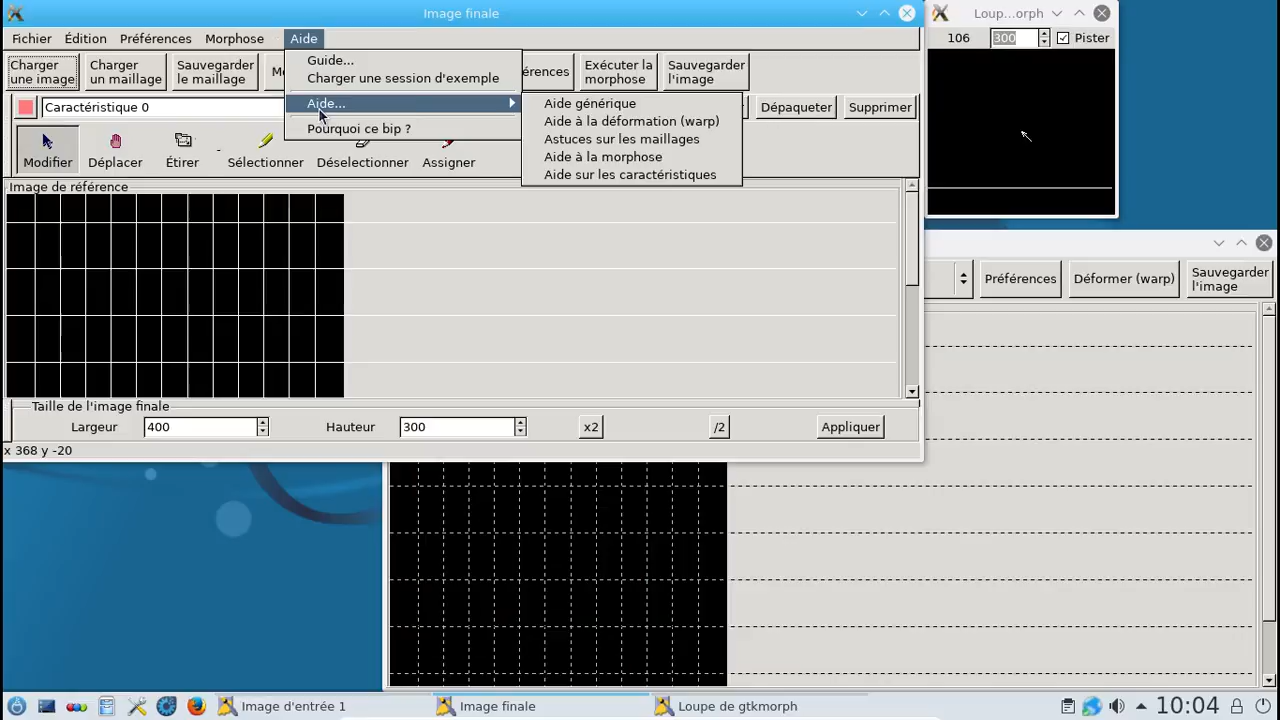 Image finale
Loup...orph
Fichier Édition Préférences Morphose Aide
106 300 Pister
Charger une image
Charger un maillage
Sauvegarder le maillage
Exécuter la morphose
Sauvegarder l'image
Guide...
Charger une session d'exemple
Aide...
Pourquoi ce bip ?
Aide générique
Aide à la déformation (warp)
Astuces sur les maillages
Aide à la morphose
Aide sur les caractéristiques
Caractéristique 0
Dépaqueter Supprimer
Modifier Déplacer Étirer Sélectionner Désélectionner Assigner
Image de référence
Préférences Déformer (warp) Sauvegarder l'image
Taille de l'image finale
Largeur 400 Hauteur 300 x2 /2 Appliquer
x 368 y -20
Image d'entrée 1 Image finale Loupe de gtkmorph 10:04